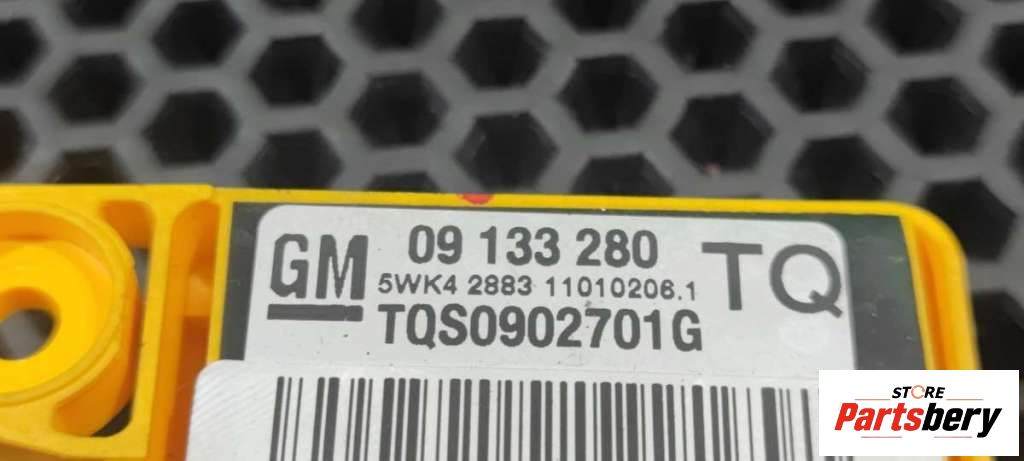 GM 09 133 280 TQ
5WK4 2883 11010206.1
TQS0902701G
STORE
Partsbery